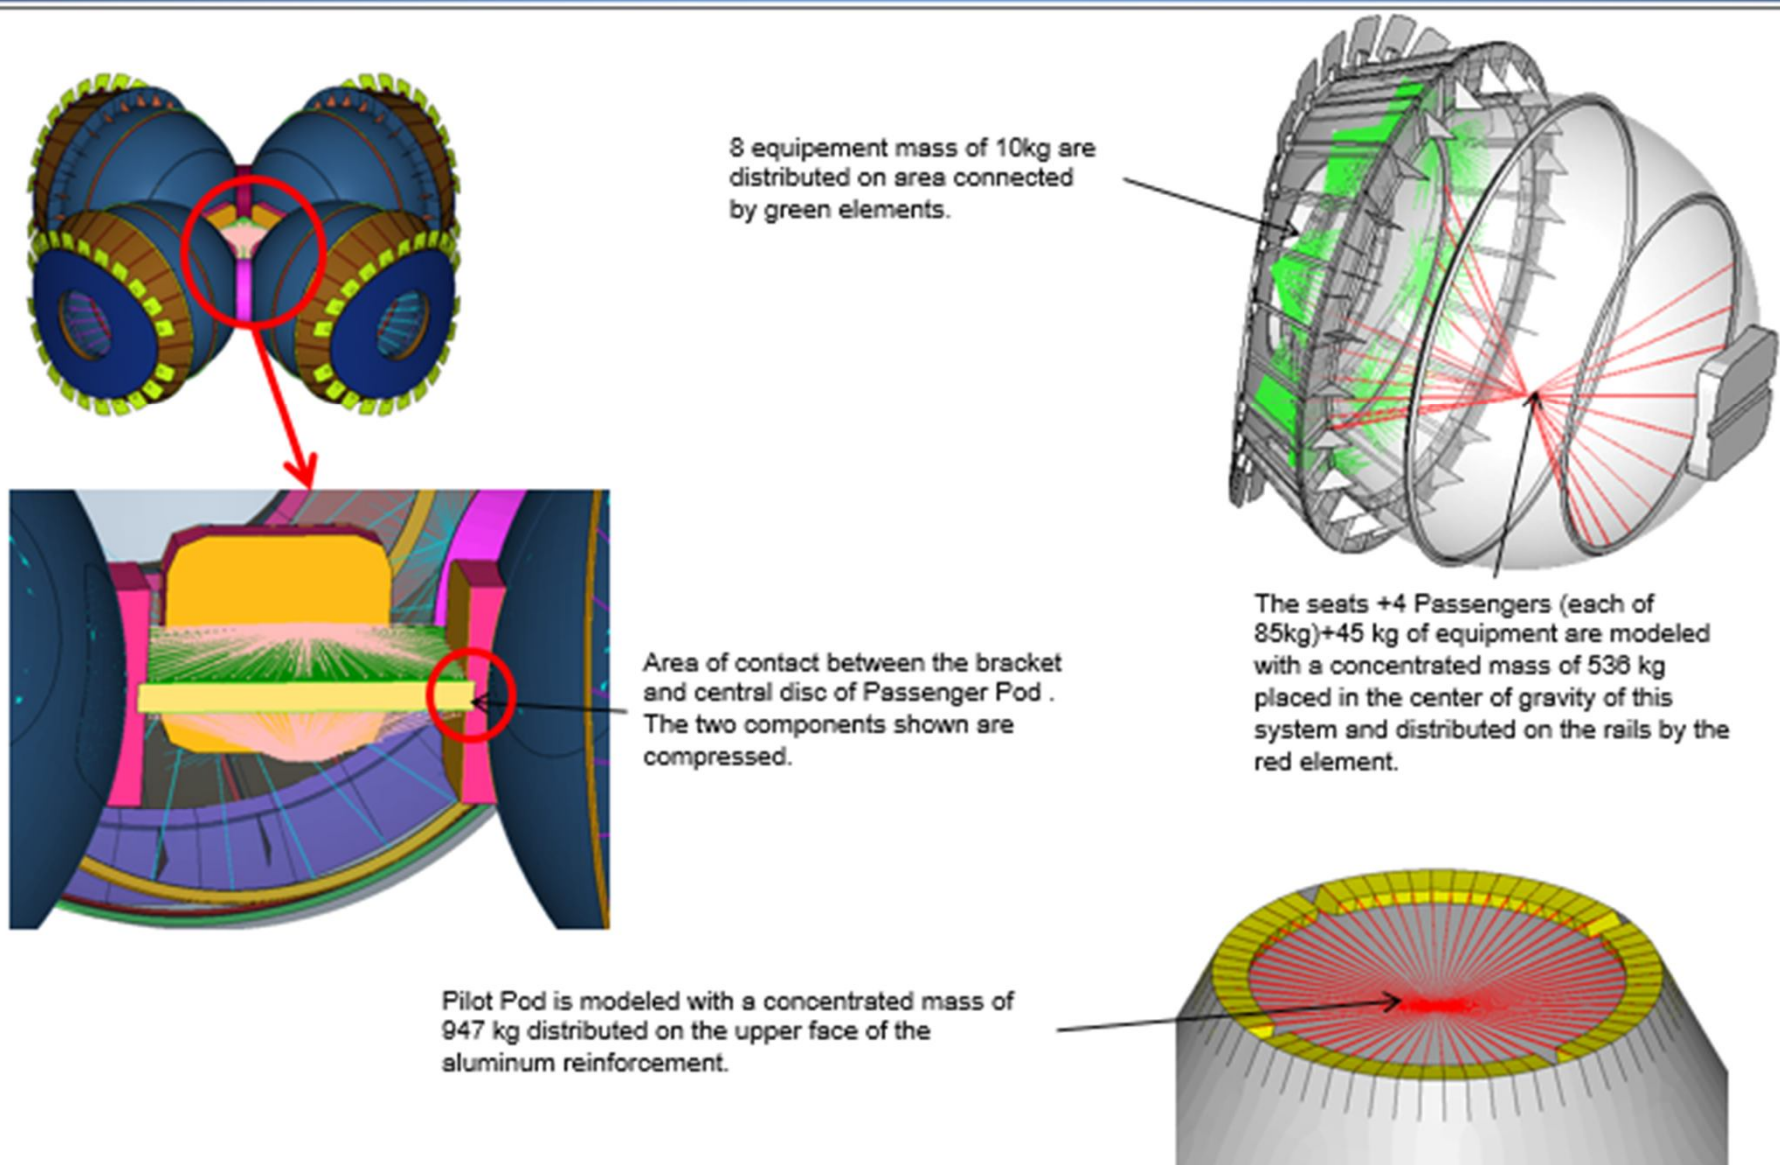 8 equipement mass of 10kg are
distributed on area connected
by green elements.
Area of contact between the bracket
and central disc of Passenger Pod .
The two components shown are
compressed.
The seats +4 Passengers (each of
85kg)+45 kg of equipment are modeled
with a concentrated mass of 536 kg
placed in the center of gravity of this
system and distributed on the rails by the
red element.
Pilot Pod is modeled with a concentrated mass of
947 kg distributed on the upper face of the
aluminum reinforcement.